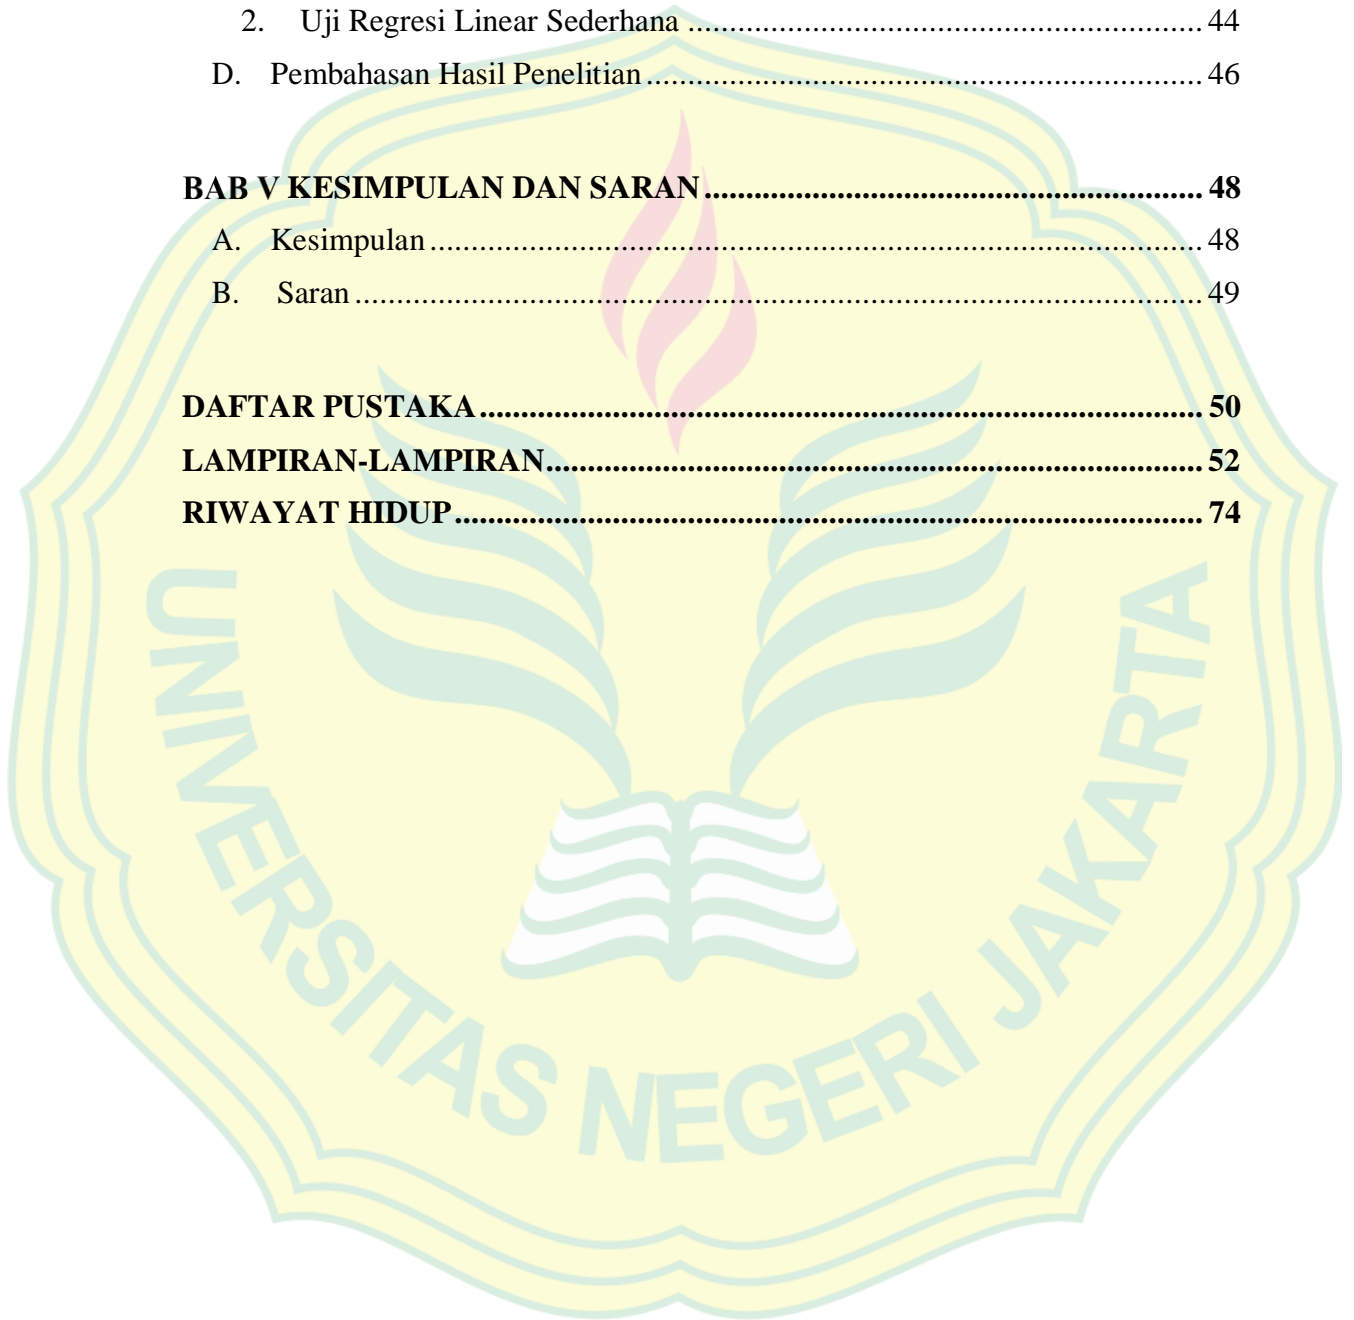 2. Uji Regresi Linear Sederhana ................................................................ 44
D. Pembahasan Hasil Penelitian .................................................................... 46
BAB V KESIMPULAN DAN SARAN ............................................................. 48
A. Kesimpulan ............................................................................................... 48
B. Saran ........................................................................................................ 49
DAFTAR PUSTAKA ........................................................................................ 50
LAMPIRAN-LAMPIRAN ................................................................................ 52
RIWAYAT HIDUP ........................................................................................... 74
UNIVERSITAS NEGERI JAKARTA